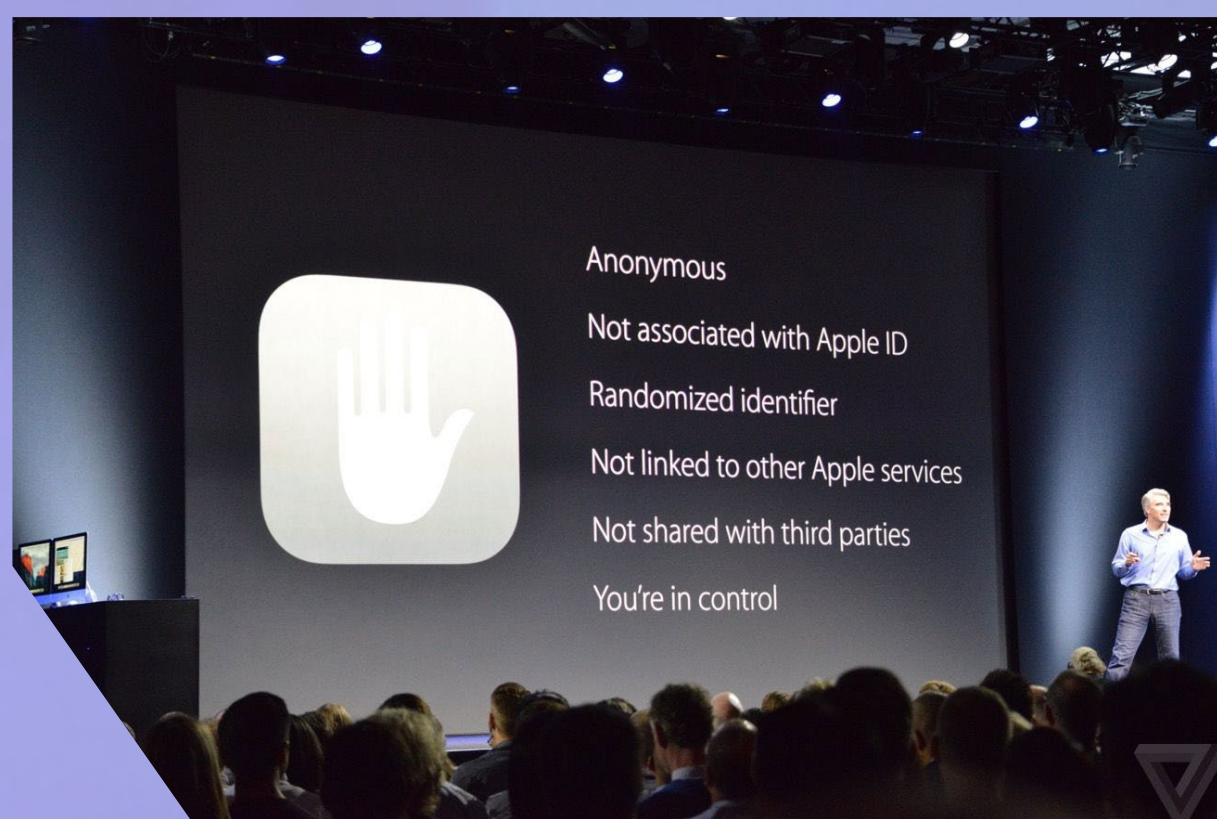 Anonymous
Not associated with Apple ID
Randomized identifier
Not linked to other Apple services
Not shared with third parties
You're in control